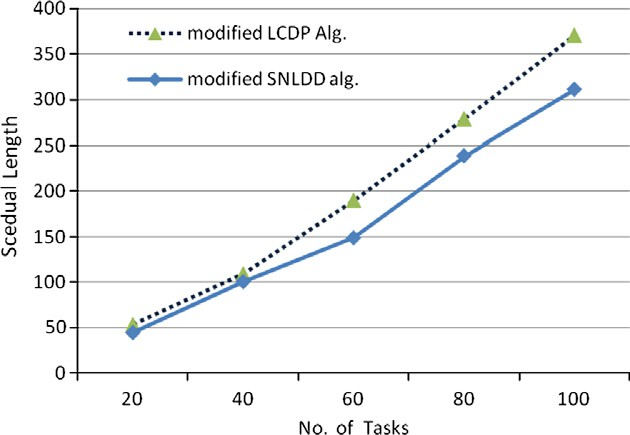 400
350
300
250
200
150
100
50
0
Scedual Length
modified LCDP Alg.
modified SNLDD alg.
20 40 60 80 100
No. of Tasks